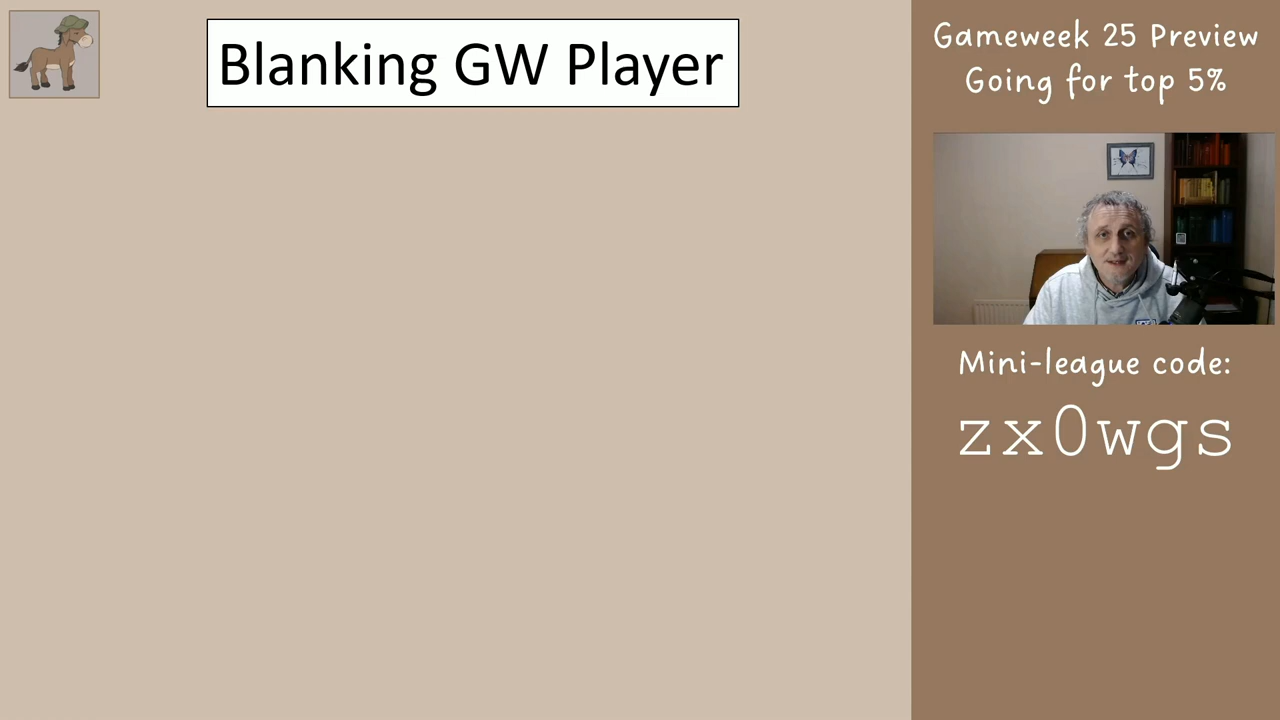 Blanking GW Player
Gameweek 25 Preview
Going for top 5%
Mini-league code:
zx0wgs